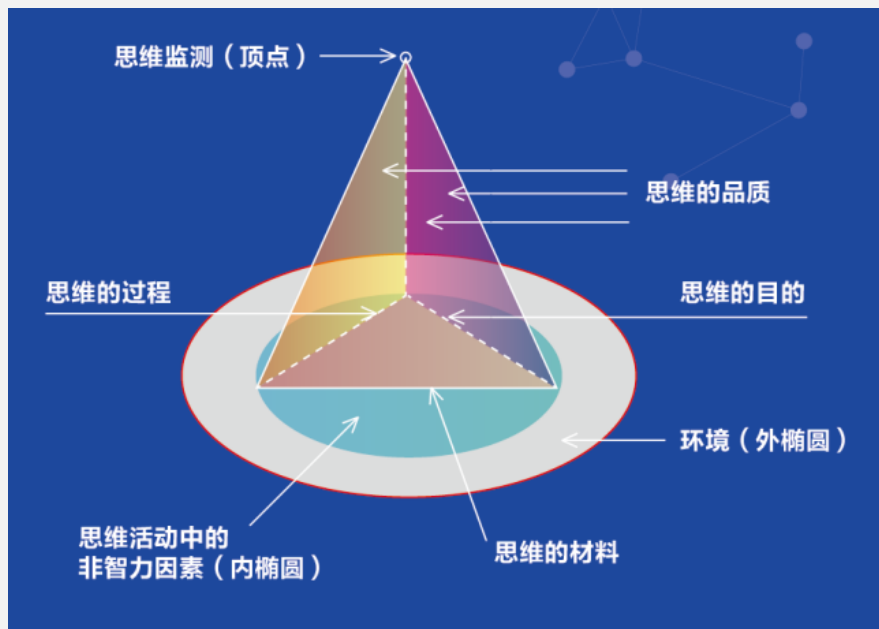 思维监测（顶点）
思维的品质
思维的过程
思维的目的
环境（外椭圆）
思维活动中的
非智力因素（内椭圆）
思维的材料